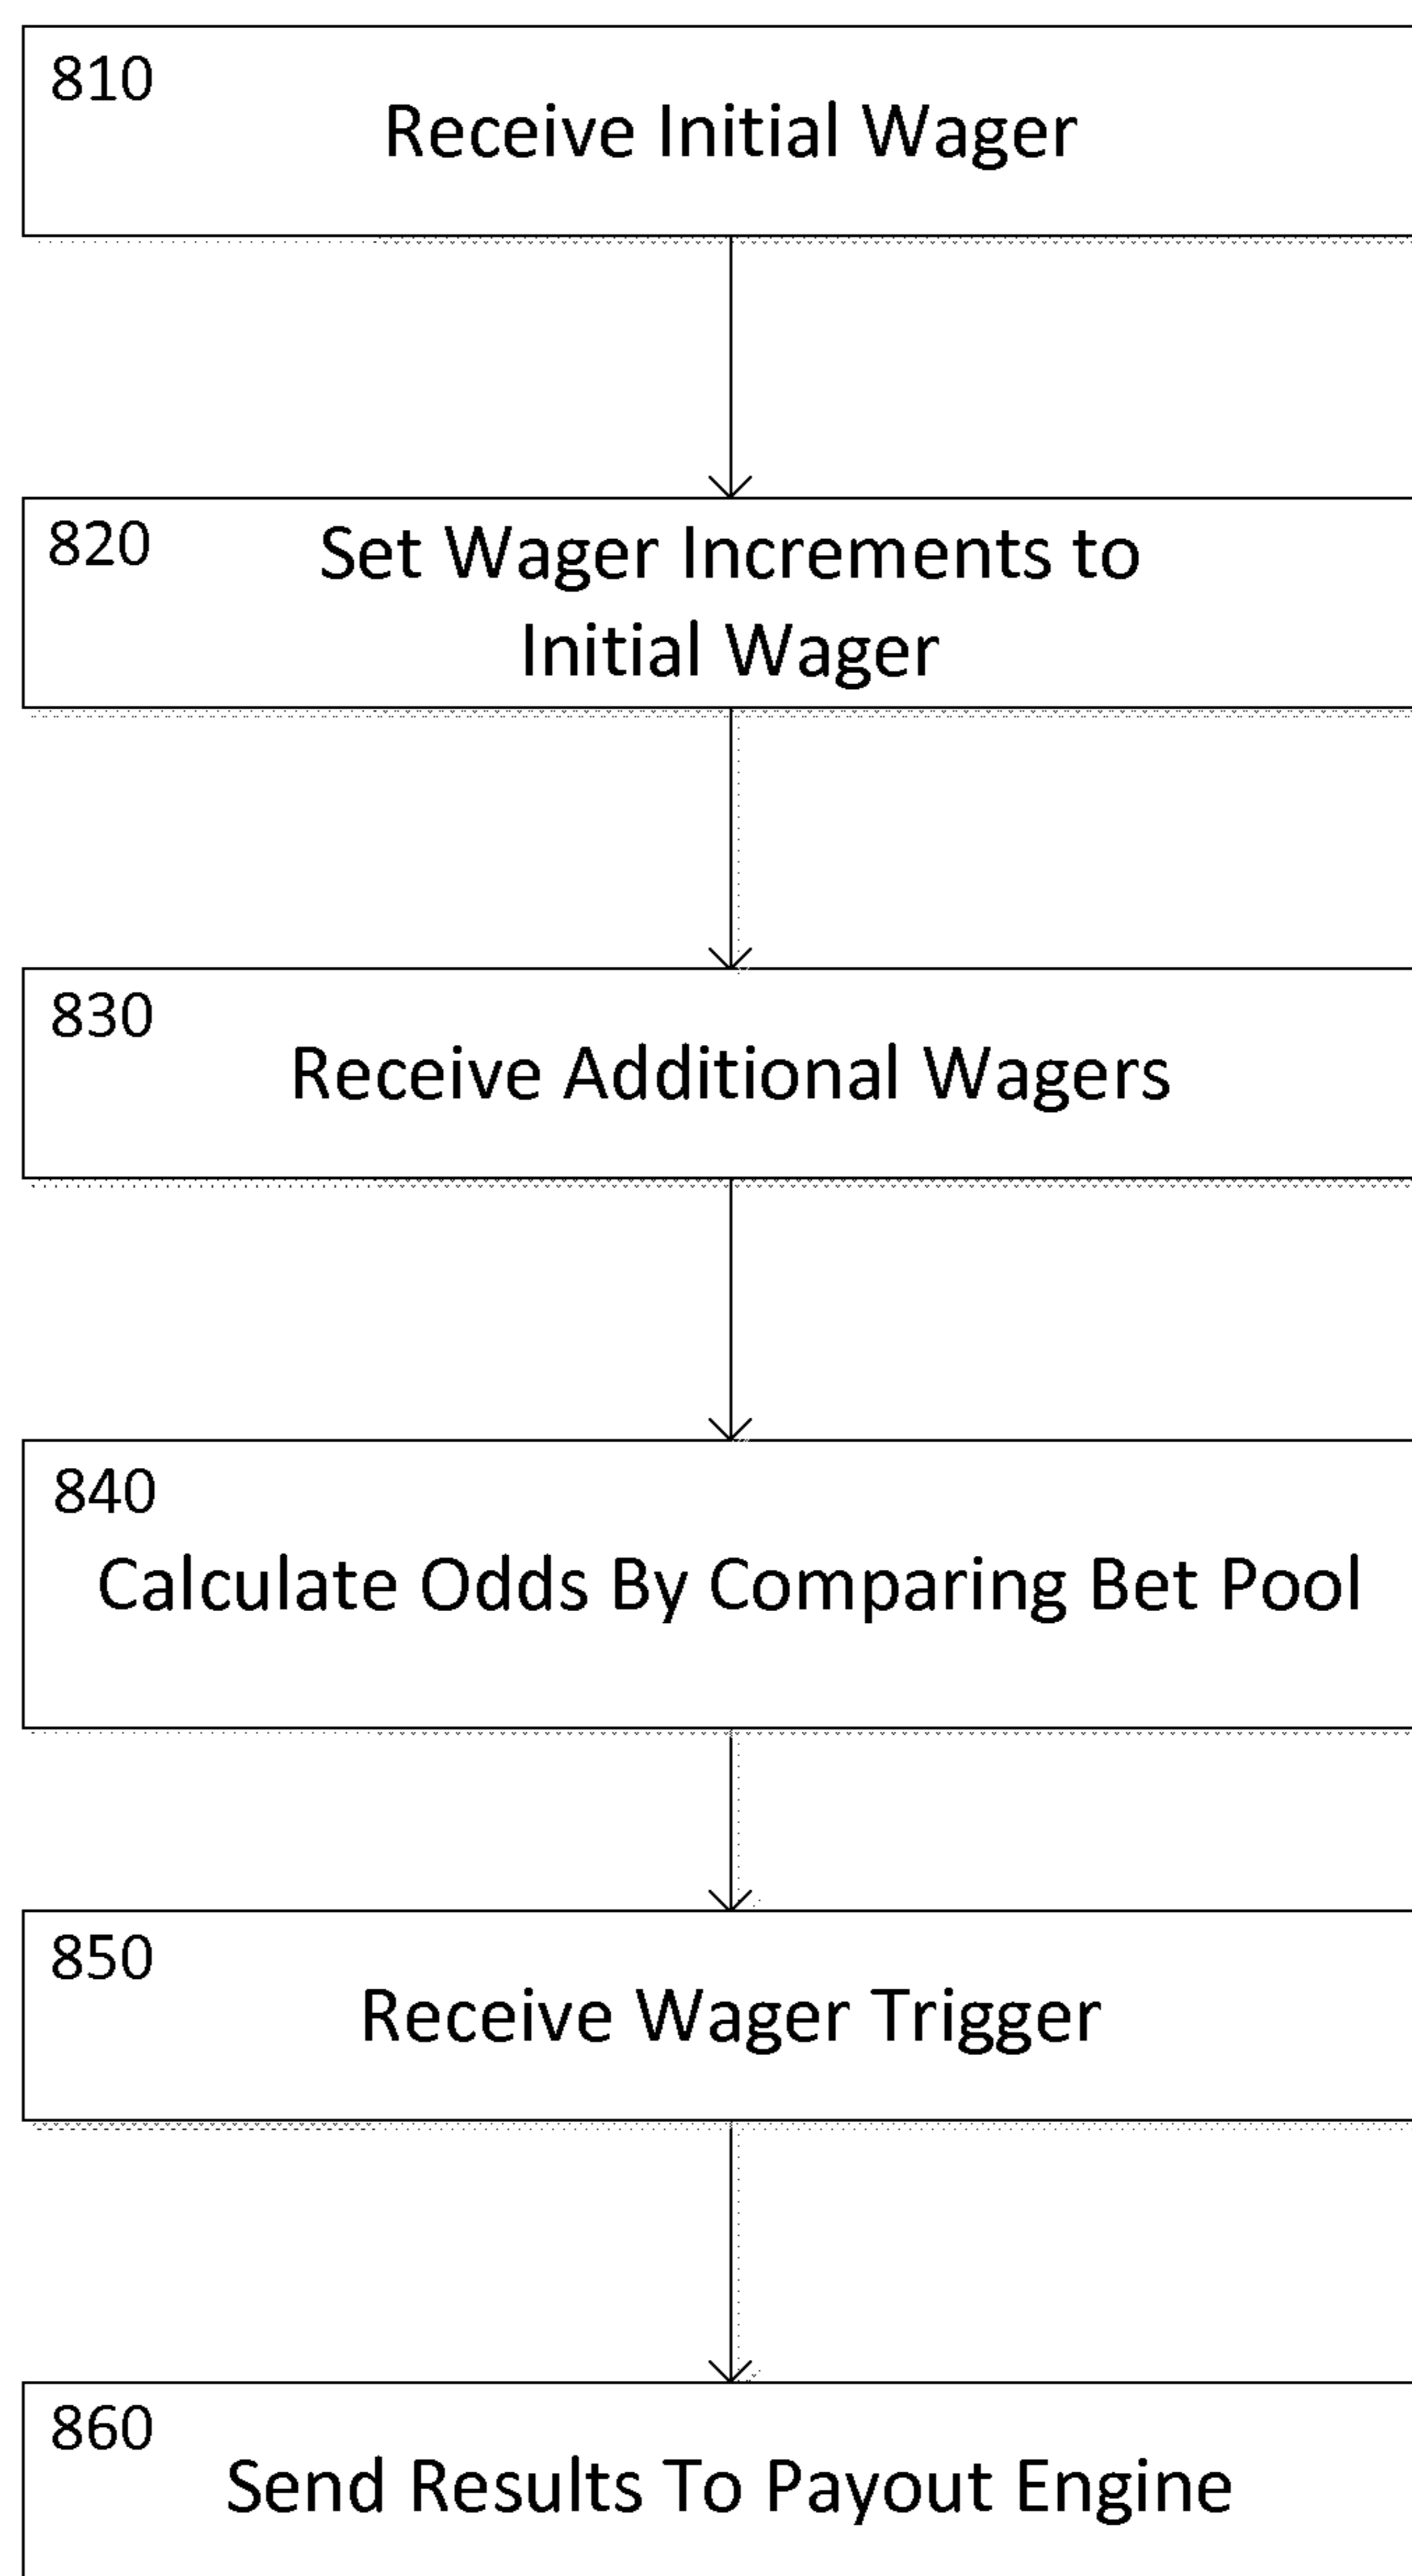 810
Receive Initial Wager
820
Set Wager Increments to
Initial Wager
830
Receive Additional Wagers
840
Calculate Odds By Comparing Bet Pool
850
Receive Wager Trigger
860
Send Results To Payout Engine